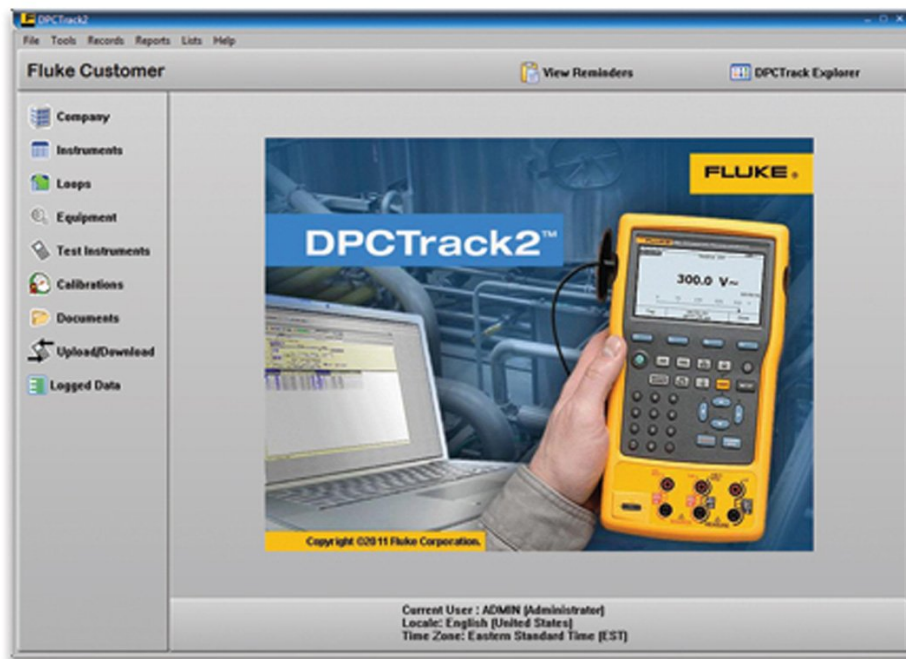 DPCTrack2
File Tools Records Reports Lists Help
Fluke Customer
View Reminders
DPCTrack Explorer
Company
Instruments
Loops
Equipment
Test Instruments
Calibrations
Documents
Upload/Download
Logged Data
FLUKE®
DPCTrack2™
FLUKE
300.0 V
Copyright ©2011 Fluke Corporation.
Current User : ADMIN (Administrator)
Locale: English (United States)
Time Zone: Eastern Standard Time (EST)